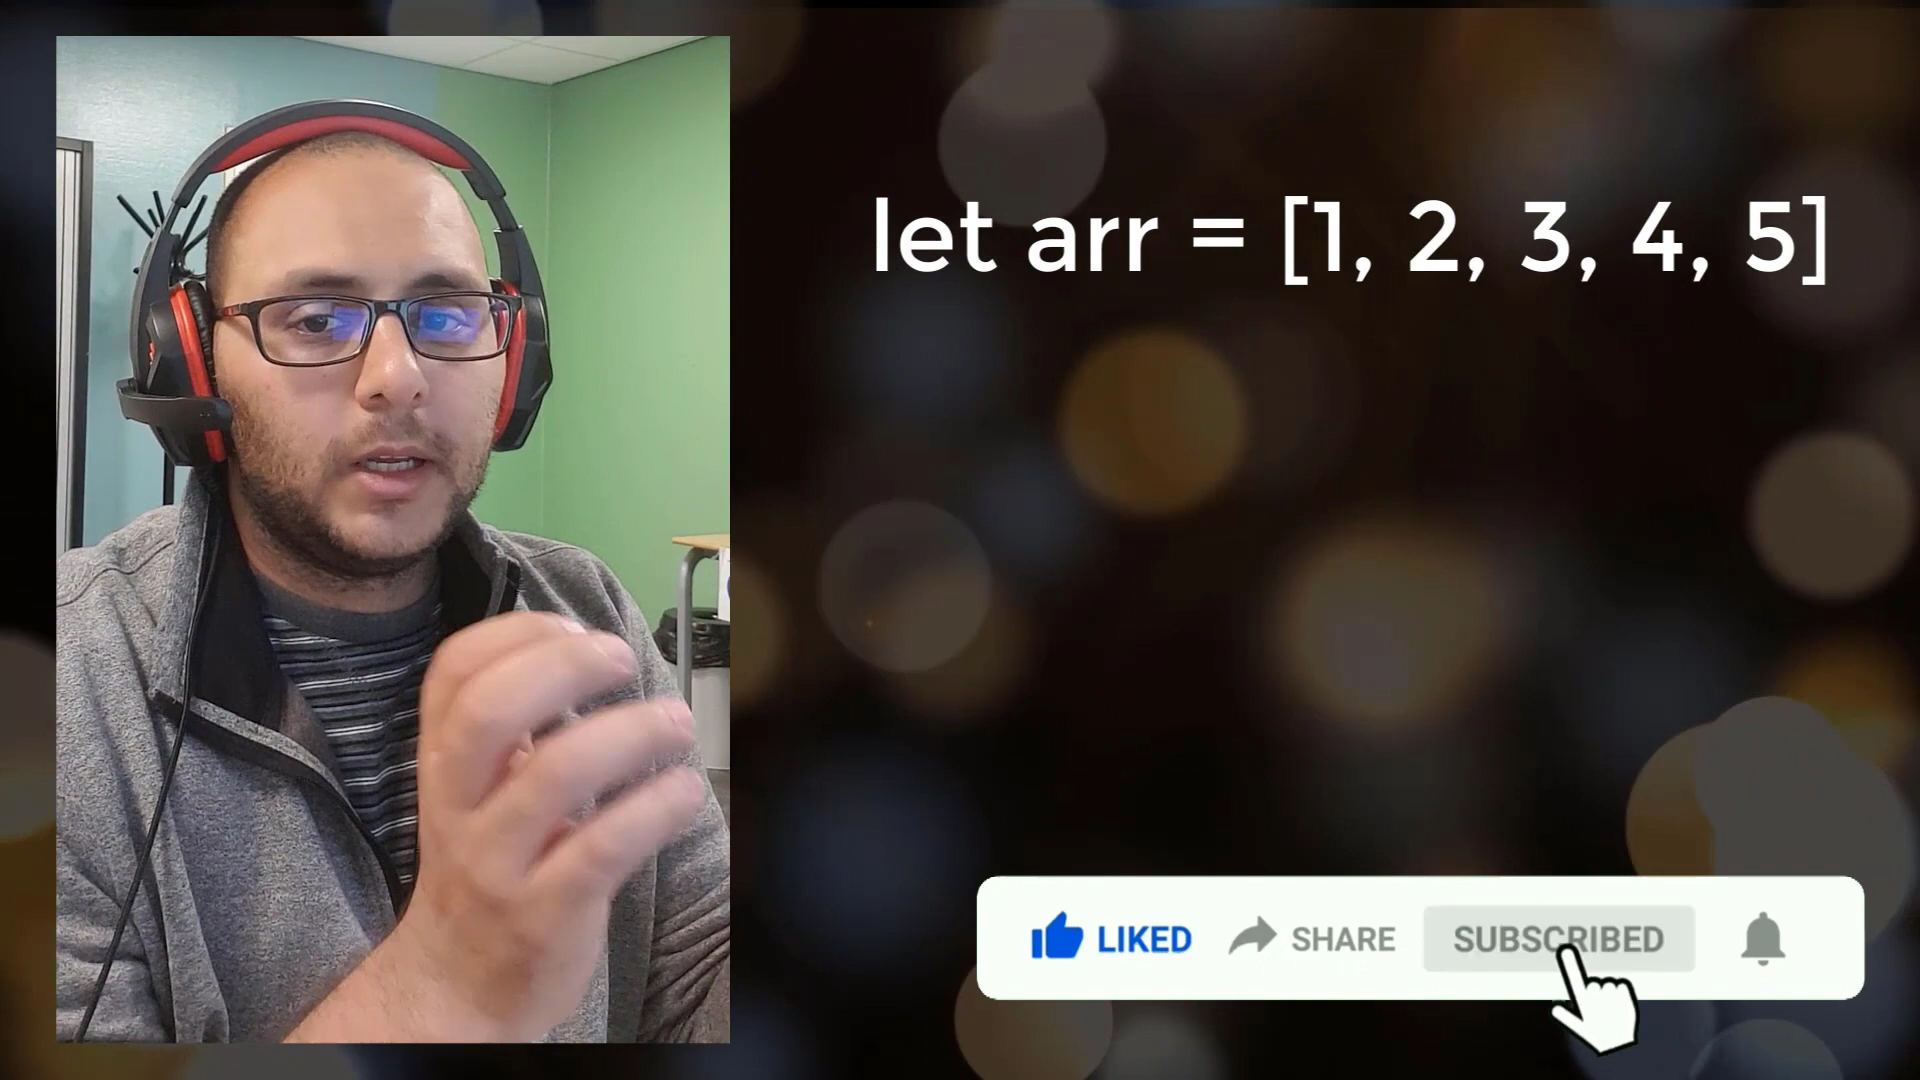 let arr = [1, 2, 3, 4, 5]
LIKED SHARE SUBSCRIBED